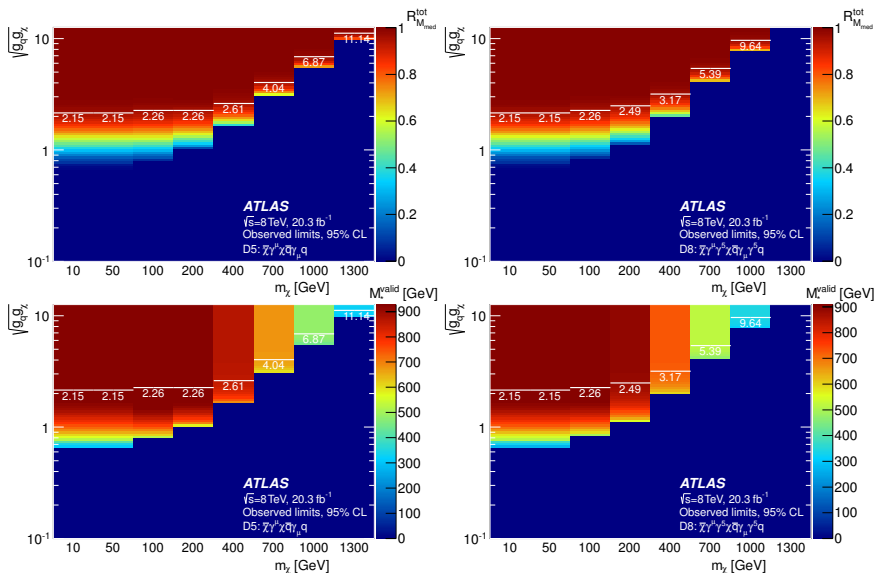 √g_q g_χ
R^tot_M_med
10
1
10^-1
2.15 2.15 2.26 2.26 2.61 4.04 6.87 11.14
ATLAS
√s=8TeV, 20.3 fb^-1
Observed limits, 95% CL
D5: χ̅γ^μχq̅γ_μq
10 50 100 200 400 700 1000 1300
m_χ [GeV]
1
0.8
0.6
0.4
0.2
0
√g_q g_χ
R^tot_M_med
10
1
10^-1
2.15 2.15 2.26 2.49 3.17 5.39 9.64
ATLAS
√s=8TeV, 20.3 fb^-1
Observed limits, 95% CL
D8: χ̅γ^μγ^5χq̅γ_μγ^5q
10 50 100 200 400 700 1000 1300
m_χ [GeV]
1
0.8
0.6
0.4
0.2
0
√g_q g_χ
M_*^valid [GeV]
10
1
10^-1
2.15 2.15 2.26 2.26 2.61 4.04 6.87 11.14
ATLAS
√s=8TeV, 20.3 fb^-1
Observed limits, 95% CL
D5: χ̅γ^μχq̅γ_μq
10 50 100 200 400 700 1000 1300
m_χ [GeV]
900
800
700
600
500
400
300
200
100
0
√g_q g_χ
M_*^valid [GeV]
10
1
10^-1
2.15 2.15 2.26 2.49 3.17 5.39 9.64
ATLAS
√s=8TeV, 20.3 fb^-1
Observed limits, 95% CL
D8: χ̅γ^μγ^5χq̅γ_μγ^5q
10 50 100 200 400 700 1000 1300
m_χ [GeV]
900
800
700
600
500
400
300
200
100
0